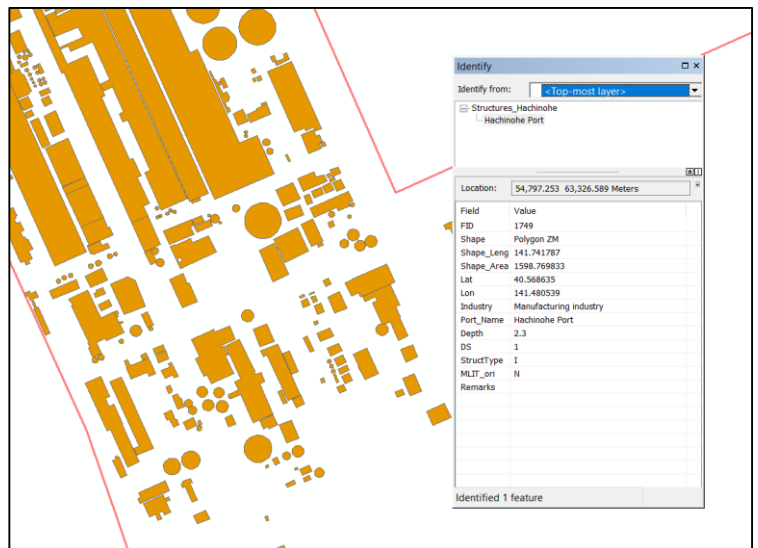 Identify
Identify from: <Top-most layer>
Structures_Hachinohe
Hachinohe Port
Location: 54,797.253 63,326.589 Meters
Field Value
FID 1749
Shape Polygon ZM
Shape_Leng 141.741787
Shape_Area 1598.769833
Lat 40.568635
Lon 141.480539
Industry Manufacturing industry
Port_Name Hachinohe Port
Depth 2.3
DS 1
StructType I
MLIT_ori N
Remarks
Identified 1 feature